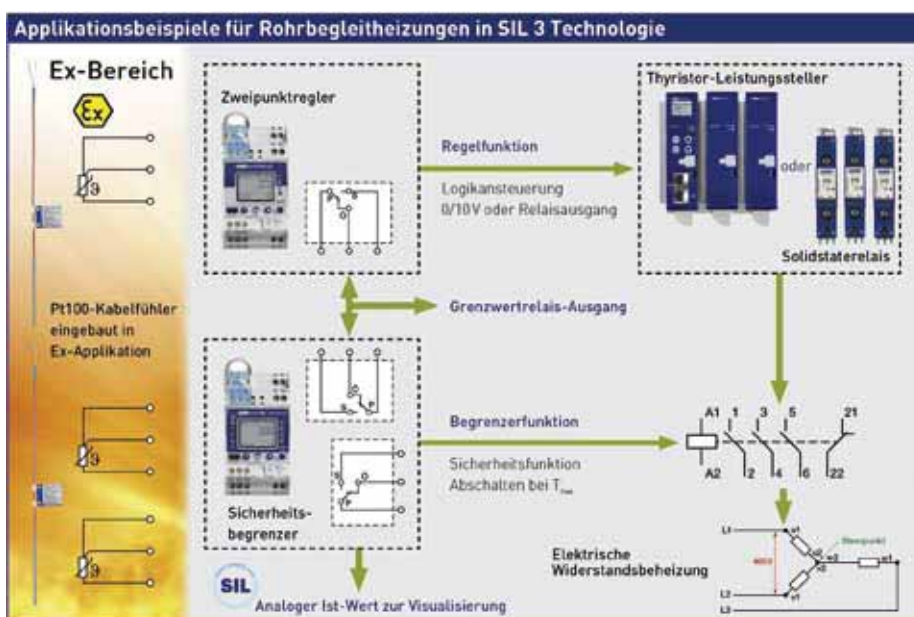 Applikationsbeispiele für Rohrbegleitheizungen in SIL 3 Technologie
Ex-Bereich
Ex
Pt100-Kabelfühler
eingebaut in
Ex-Applikation
Zweipunktregler
Regelfunktion
Logikansteuerung
0/10V oder Relaisausgang
Thyristor-Leistungssteller
oder
Solidstaterelais
Grenzwertrelais-Ausgang
Sicherheits-
begrenzer
Begrenzerfunktion
Sicherheitsfunktion
Abschalten bei T
A1 1 3 5 21
A2 2 4 6 22
SIL
Analoger Ist-Wert zur Visualisierung
Elektrische
Widerstandsbeheizung
L1
L2
L3